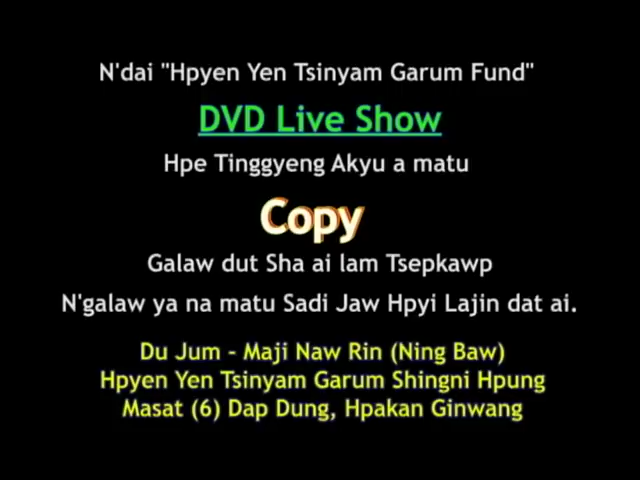 N'dai "Hpyen Yen Tsinyam Garum Fund"
DVD Live Show
Hpe Tinggyeng Akyu a matu
Copy
Galaw dut Sha ai lam Tsepkawp
N'galaw ya na matu Sadi Jaw Hpyi Lajin dat ai.
Du Jum - Maji Naw Rin (Ning Baw)
Hpyen Yen Tsinyam Garum Shingni Hpung
Masat (6) Dap Dung, Hpakan Ginwang